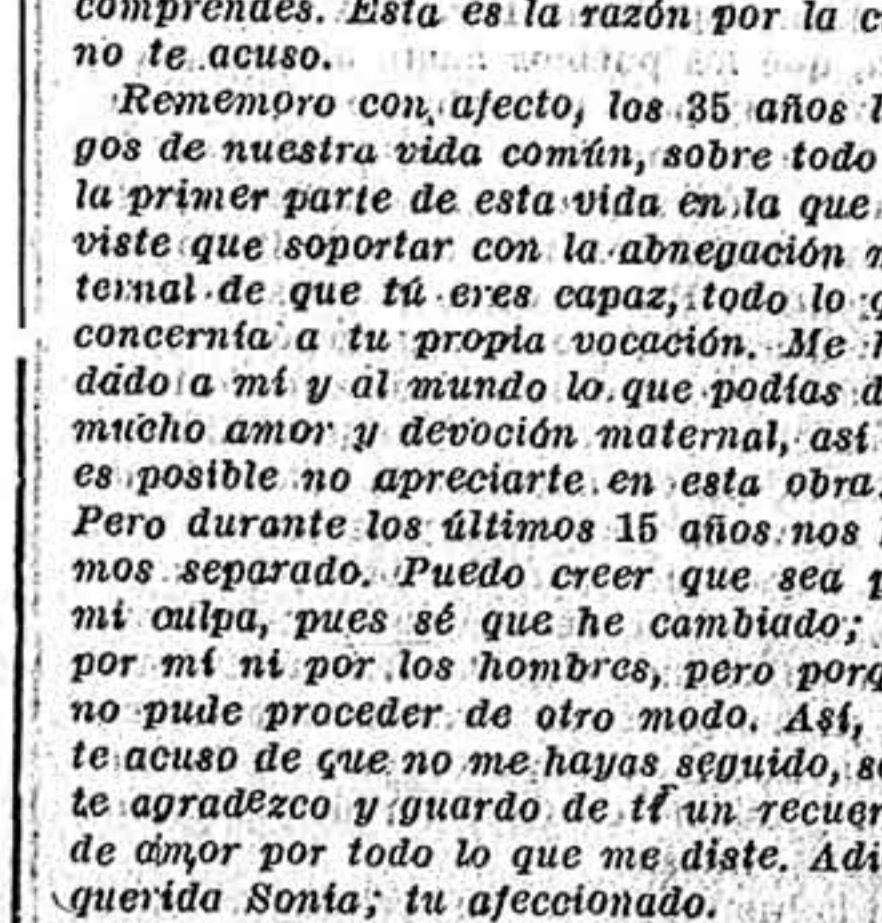 comprendes. Esta es la razón por la c
no te acuso.
Rememoro con afecto, los 35 años l
gos de nuestra vida común, sobre todo
la primer parte de esta vida en la que
viste que soportar con la abnegación m
ternal de que tú eres capaz, todo lo q
concernía a tu propia vocación. Me h
dado a mí y al mundo lo que podías d
mucho amor y devoción maternal, así
es posible no apreciarte en esta obra.
Pero durante los últimos 15 años nos
mos separado. Puedo creer que sea p
mi culpa, pues sé que he cambiado;
por mí ni por los hombres, pero porq
no pude proceder de otro modo. Así,
te acuso de que no me hayas seguido, s
te agradezco y guardo de tí un recuer
de amor por todo lo que me diste. Adi
querida Sonia; tu afeccionado.